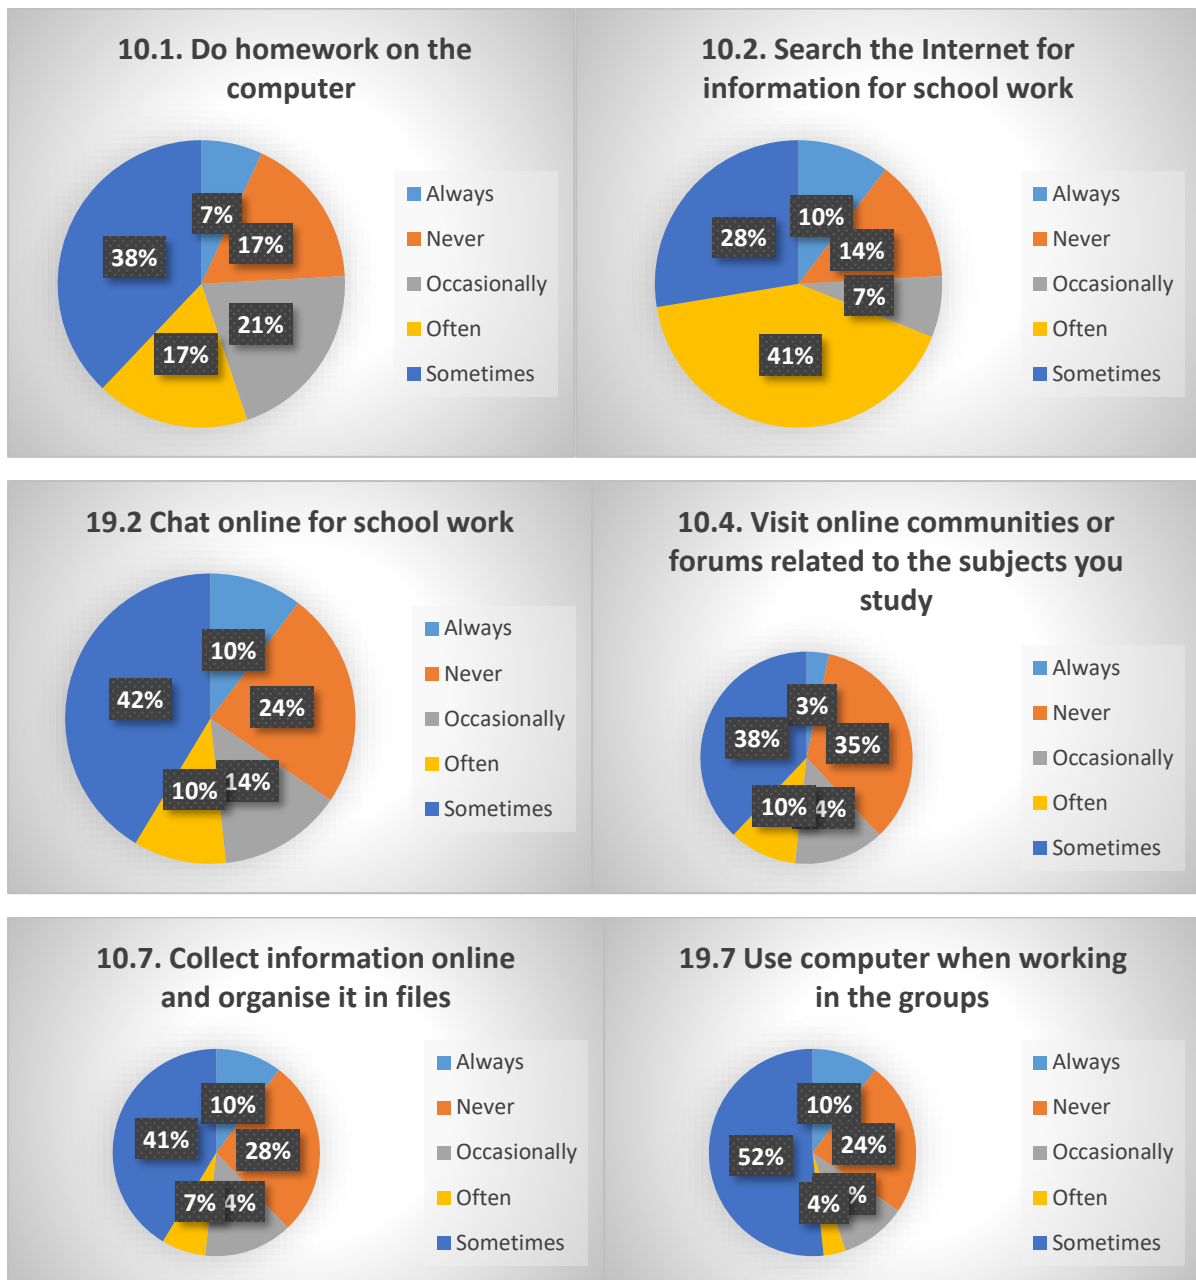 10.1. Do homework on the
computer
7%
17%
21%
17%
38%
Always
Never
Occasionally
Often
Sometimes
10.2. Search the Internet for
information for school work
10%
14%
7%
41%
28%
Always
Never
Occasionally
Often
Sometimes
19.2 Chat online for school work
10%
24%
14%
10%
42%
Always
Never
Occasionally
Often
Sometimes
10.4. Visit online communities or
forums related to the subjects you
study
3%
35%
4%
10%
38%
Always
Never
Occasionally
Often
Sometimes
10.7. Collect information online
and organise it in files
10%
28%
4%
7%
41%
Always
Never
Occasionally
Often
Sometimes
19.7 Use computer when working
in the groups
10%
24%
%
4%
52%
Always
Never
Occasionally
Often
Sometimes